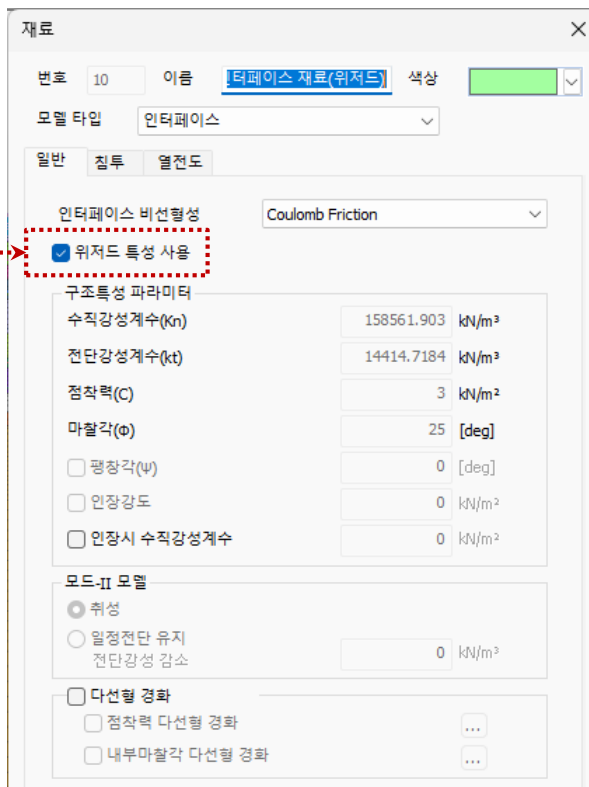 재료
번호 10 이름 인터페이스 재료(위저드) 색상
모델 타입 인터페이스
일반 침투 열전도
인터페이스 비선형성 Coulomb Friction
위저드 특성 사용
구조특성 파라미터
수직강성계수(Kn) 158561.903 kN/m³
전단강성계수(kt) 14414.7184 kN/m³
점착력(C) 3 kN/m²
마찰각(Φ) 25 [deg]
팽창각(Ψ) 0 [deg]
인장강도 0 kN/m²
인장시 수직강성계수 0 kN/m²
모드-II 모델
취성
일정전단 유지
전단강성 감소 0 kN/m³
다선형 경화
점착력 다선형 경화 ...
내부마찰각 다선형 경화 ...